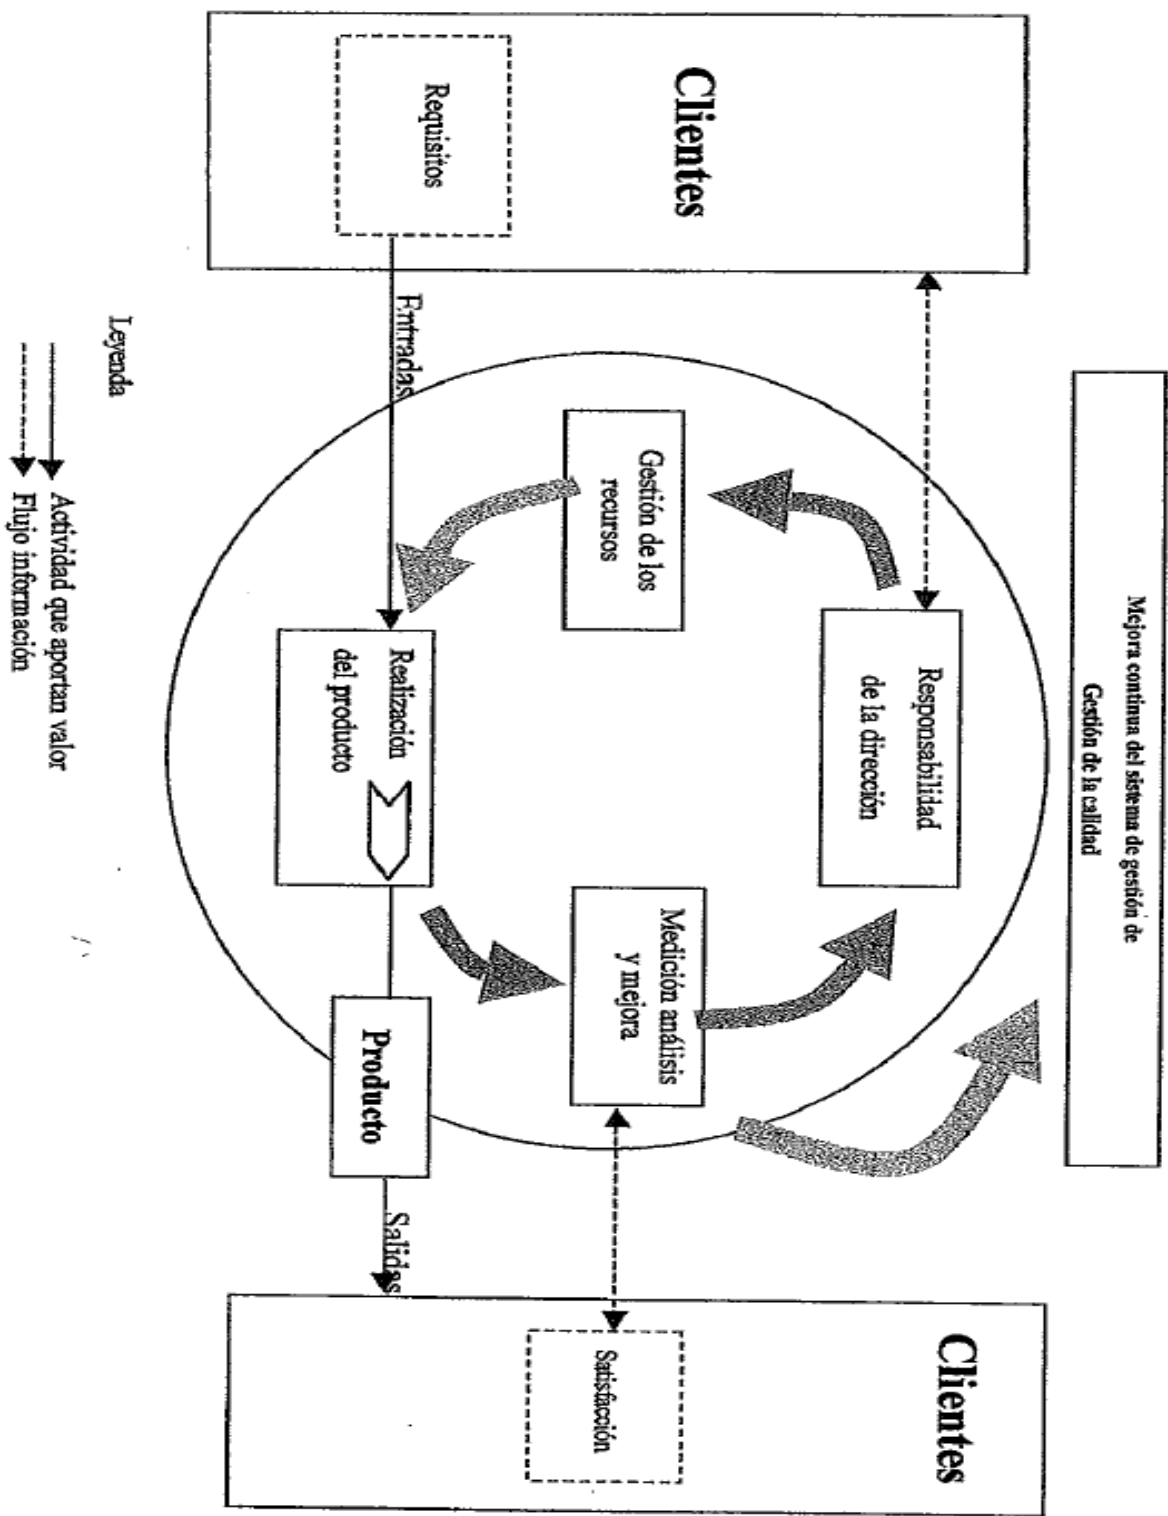 Mejora continua del sistema de gestión de
Gestión de la calidad
Clientes
Requisitos
Responsabilidad
de la dirección
Gestión de los
recursos
Medición análisis
y mejora
Entradas
Realización
del producto
Producto
Salidas
Clientes
Satisfacción
Leyenda
Actividad que aportan valor
Flujo información